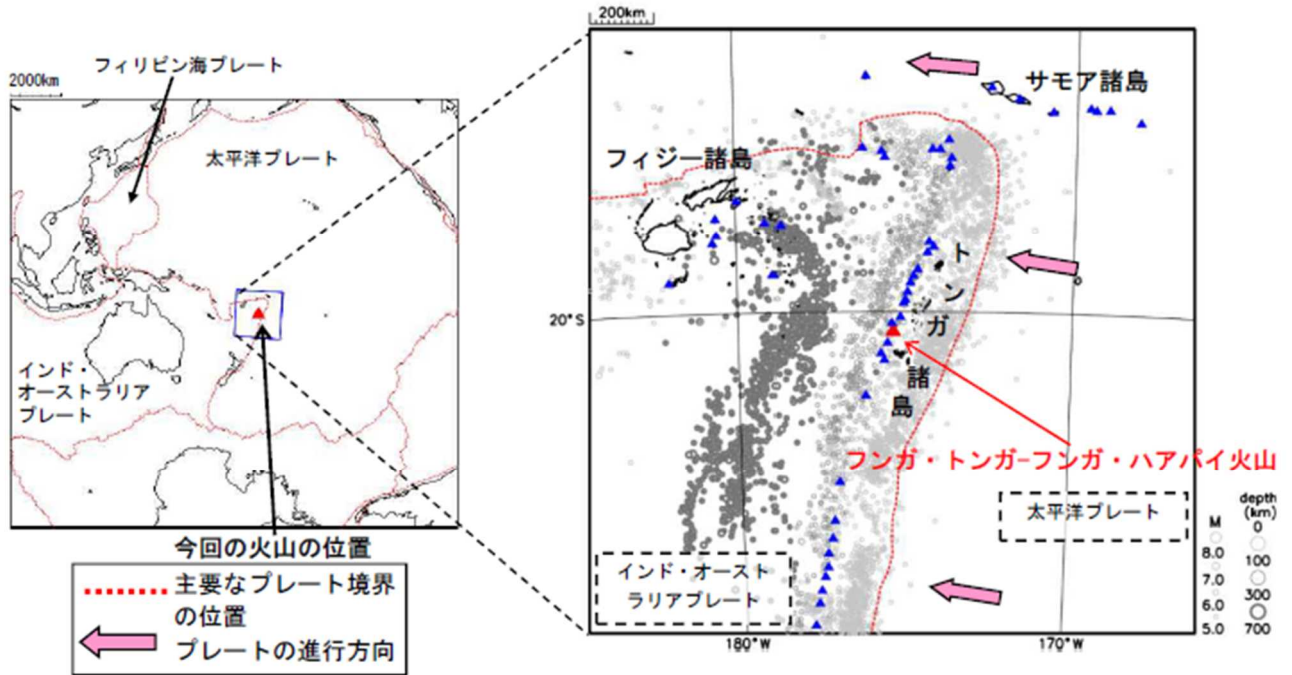 フィリピン海プレート
2000km
太平洋プレート
インド・
オーストラリア
プレート
今回の火山の位置
主要なプレート境界
の位置
プレートの進行方向
200km
サモア諸島
フィジー諸島
トンガ諸島
20°S
フンガ・トンガ−フンガ・ハアパイ火山
太平洋プレート
インド・オースト
ラリアプレート
180°W
170°W
M
8.0
7.0
6.0
5.0
depth
(km)
0
100
300
700